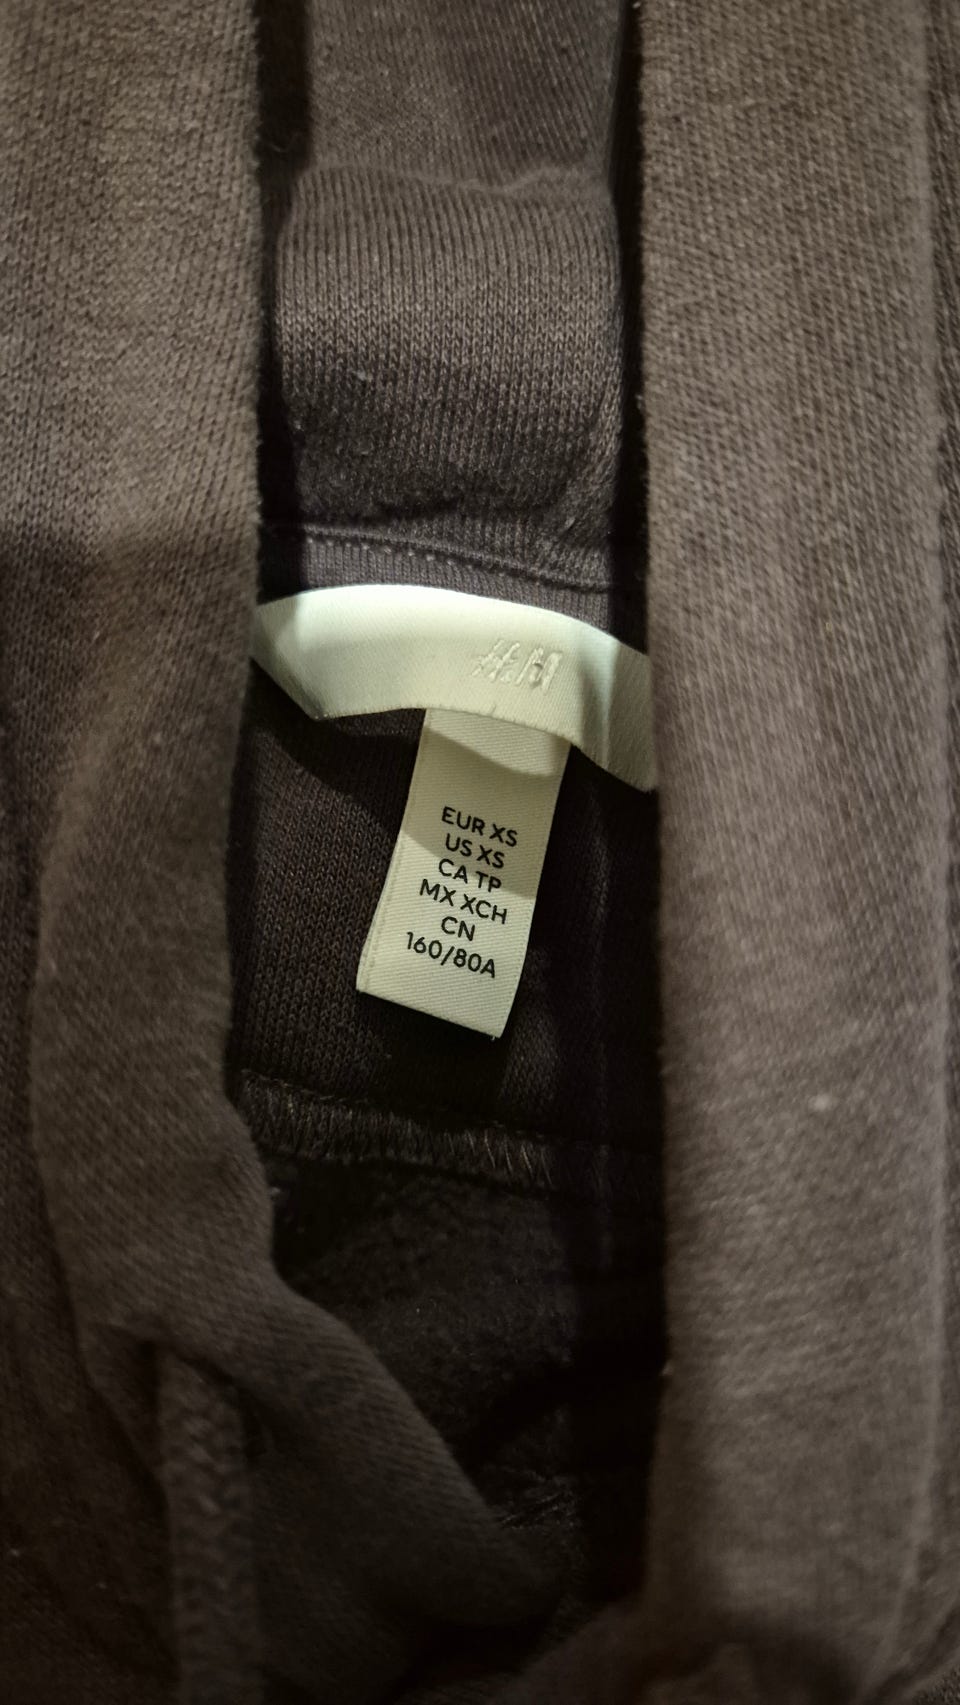 H&M
EUR XS
US XS
CA TP
MX XCH
CN
160/80A